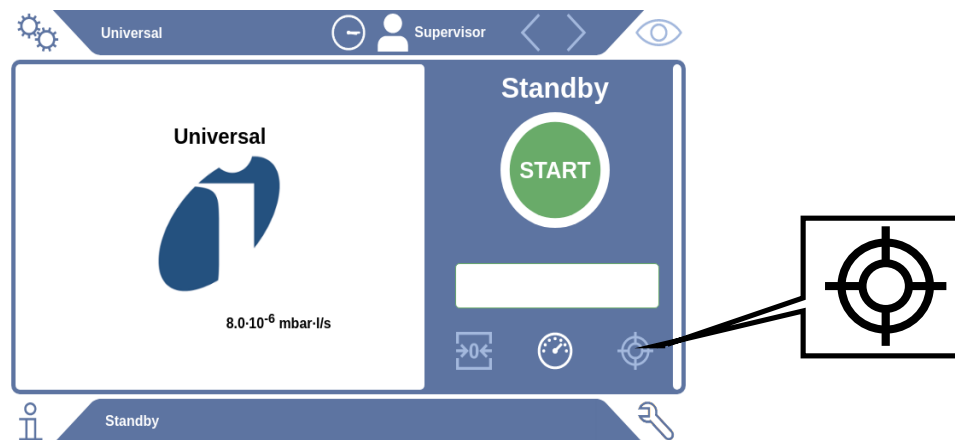 Universal
Supervisor
Standby
Universal
START
8.0·10-6 mbar·l/s
→0←
Standby